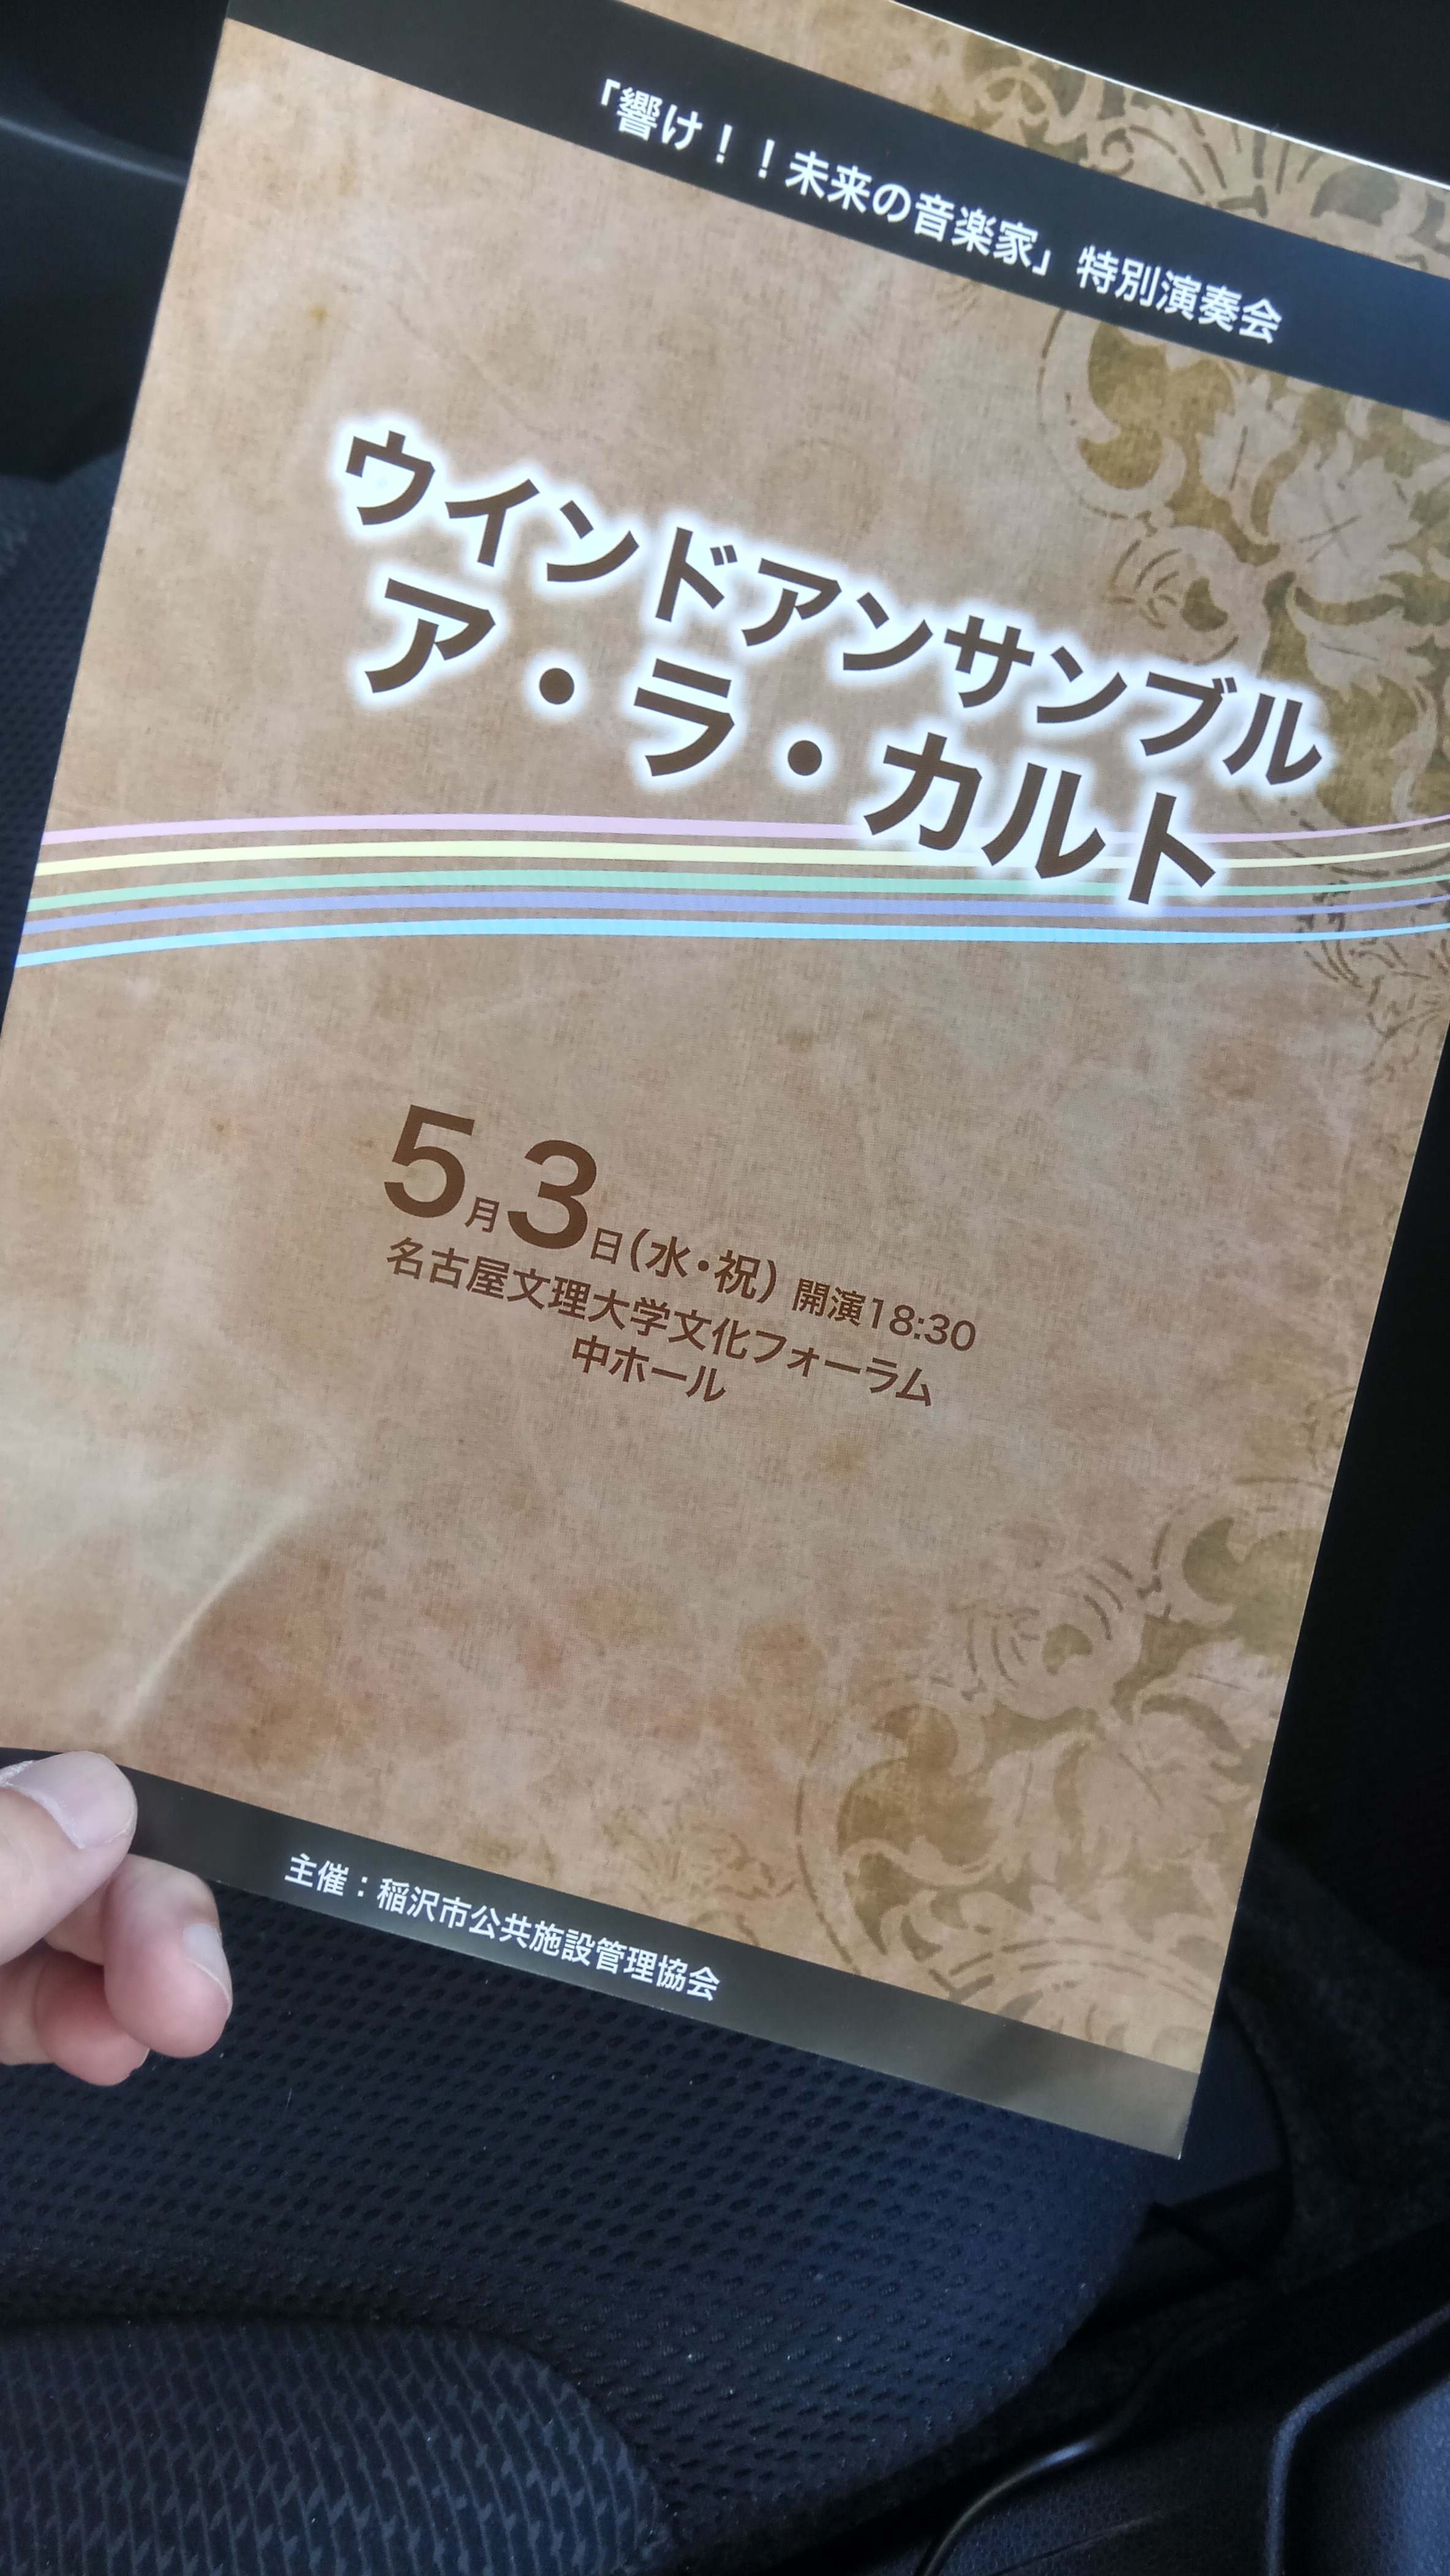 「響け！！未来の音楽家」特別演奏会
ウインドアンサンブル
ア・ラ・カルト
5月3日(水・祝) 開演18:30
名古屋文理大学文化フォーラム
中ホール
主催：稲沢市公共施設管理協会